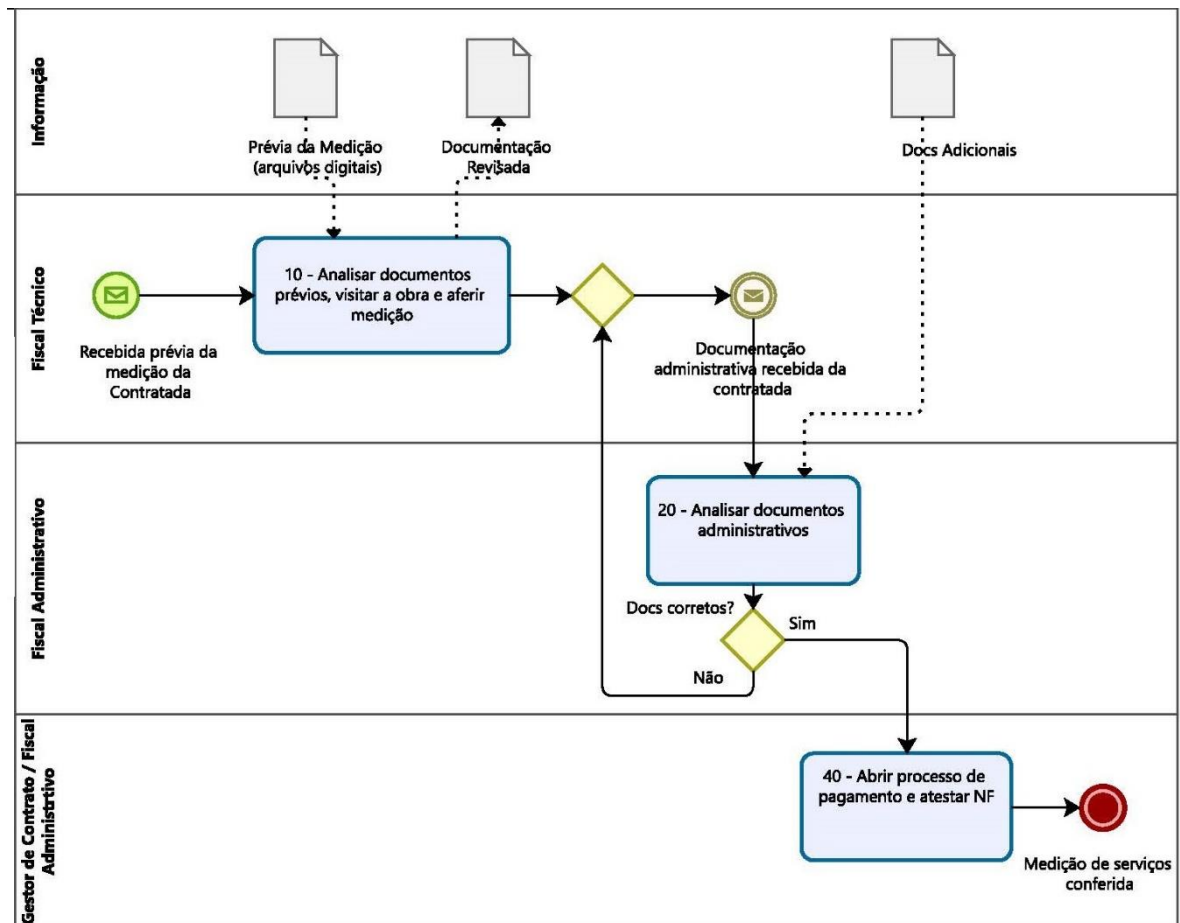 Informação
Prévia da Medição
(arquivos digitais)
Documentação
Revisada
Docs Adicionais
Fiscal Técnico
10 - Analisar documentos
prévios, visitar a obra e aferir
medição
Recebida prévia da
medição da
Contratada
Documentação
administrativa recebida da
contratada
Fiscal Administrativo
20 - Analisar documentos
administrativos
Docs corretos?
Sim
Não
Gestor de Contrato / Fiscal
Administrtivo
40 - Abrir processo de
pagamento e atestar NF
Medição de serviços
conferida